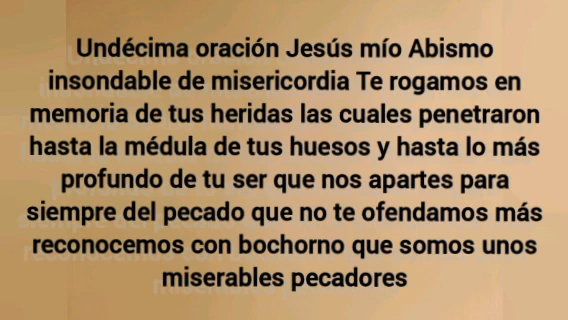 Undécima oración Jesús mío Abismo
insondable de misericordia Te rogamos en
memoria de tus heridas las cuales penetraron
hasta la médula de tus huesos y hasta lo más
profundo de tu ser que nos apartes para
siempre del pecado que no te ofendamos más
reconocemos con bochorno que somos unos
miserables pecadores